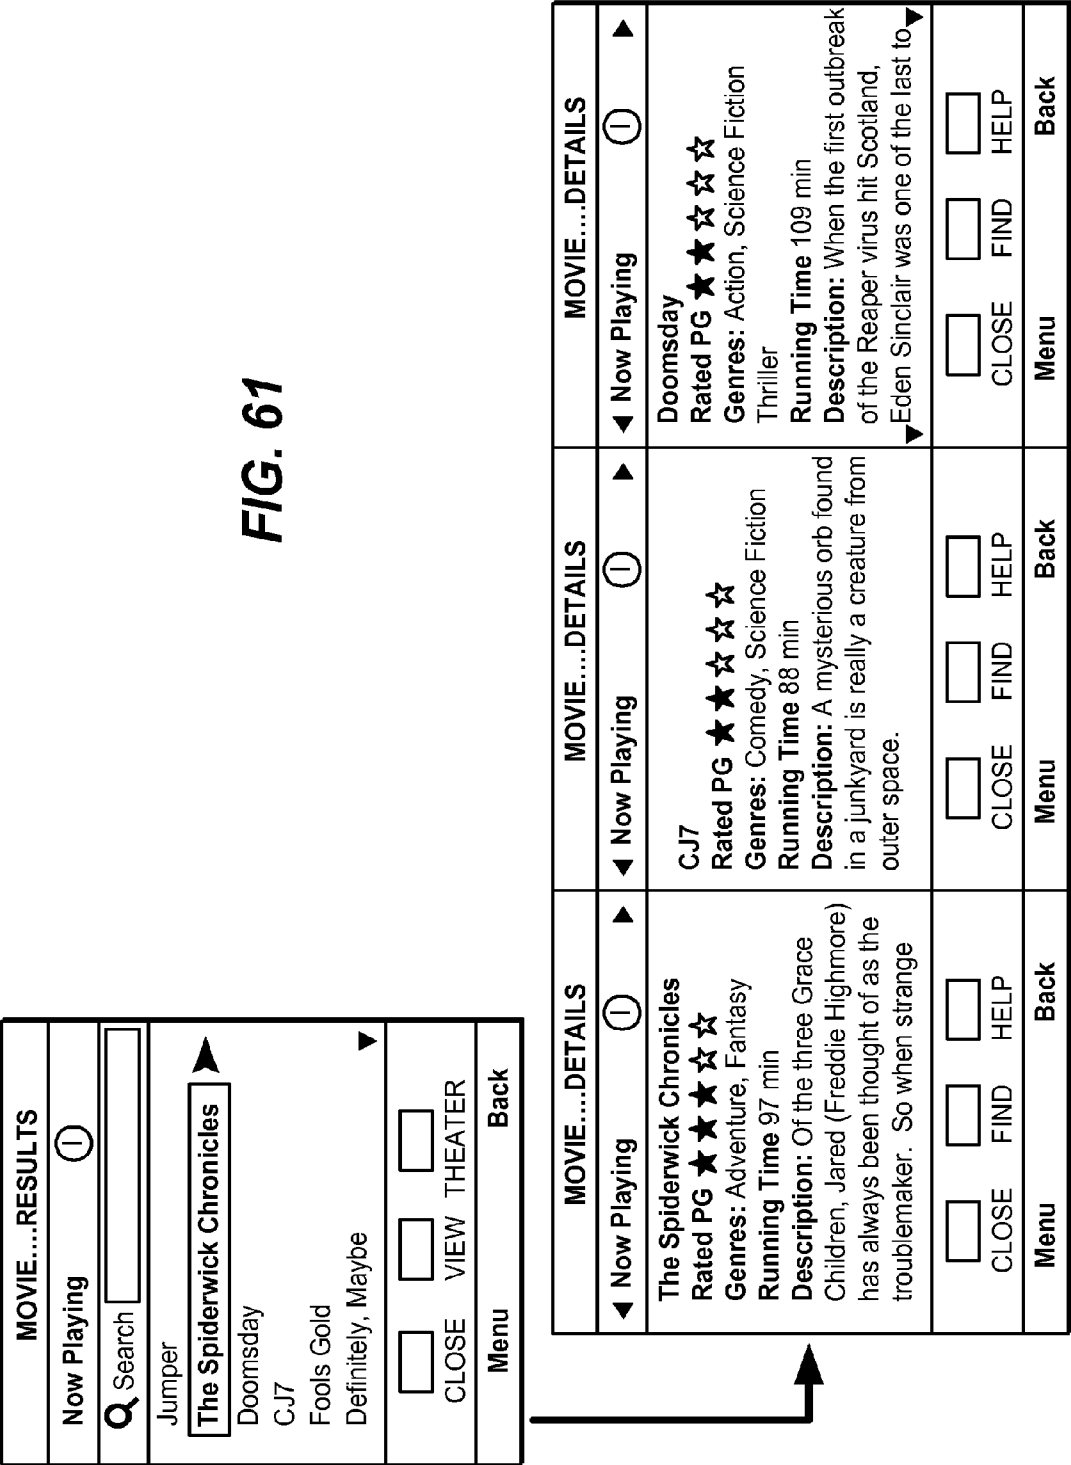 FIG. 61
MOVIE....RESULTS
Now Playing
Search
Jumper
The Spiderwick Chronicles
Doomsday
CJ7
Fools Gold
Definitely, Maybe
CLOSE VIEW THEATER
Menu Back
MOVIE....DETAILS
Now Playing
The Spiderwick Chronicles
Rated PG ★★★☆☆
Genres: Adventure, Fantasy
Running Time 97 min
Description: Of the three Grace
Children, Jared (Freddie Highmore)
has always been thought of as the
troublemaker. So when strange
CLOSE FIND HELP
Menu Back
MOVIE....DETAILS
Now Playing
CJ7
Rated PG ★★☆☆☆
Genres: Comedy, Science Fiction
Running Time 88 min
Description: A mysterious orb found
in a junkyard is really a creature from
outer space.
CLOSE FIND HELP
Menu Back
MOVIE....DETAILS
Now Playing
Doomsday
Rated PG ★★☆☆☆
Genres: Action, Science Fiction
Thriller
Running Time 109 min
Description: When the first outbreak
of the Reaper virus hit Scotland,
Eden Sinclair was one of the last to
CLOSE FIND HELP
Menu Back